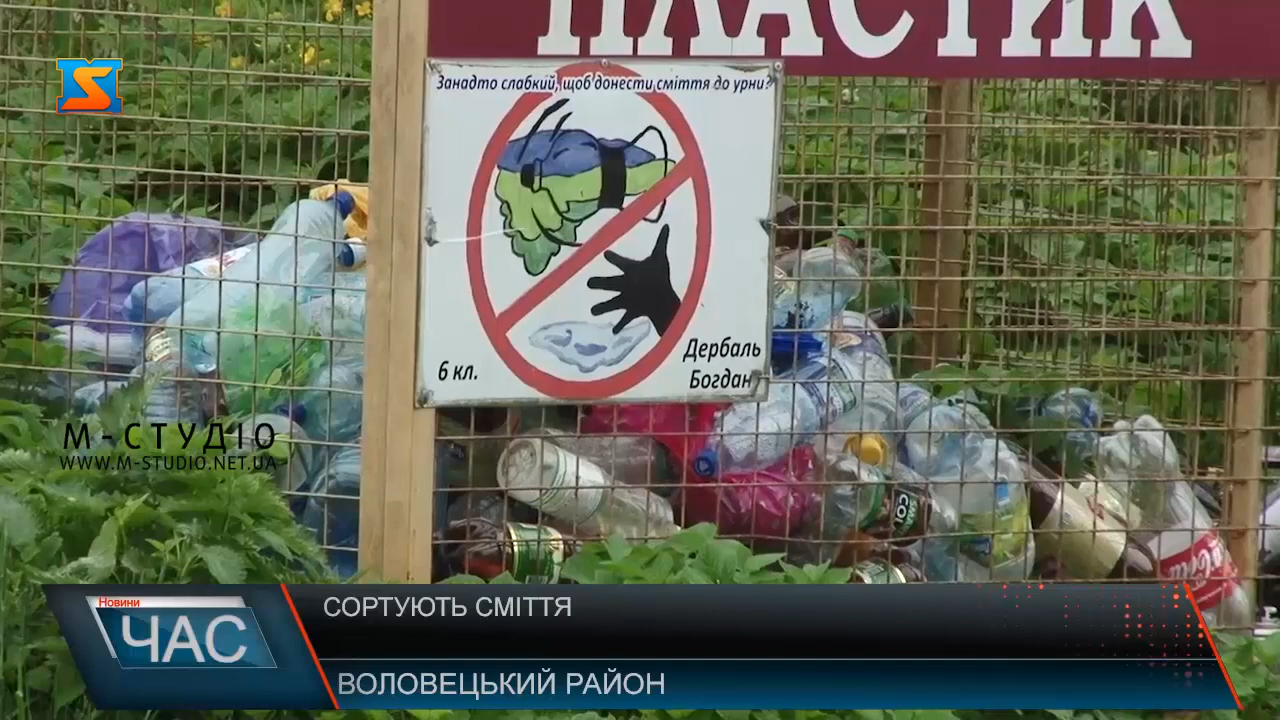 ПЛАСТИК
Занадто слабкий, щоб донести сміття до урни?
6 кл.
Дербаль
Богдан
М-СТУДІО
WWW.M-STUDIO.NET.UA
Новини
ЧАС
СОРТУЮТЬ СМІТТЯ
ВОЛОВЕЦЬКИЙ РАЙОН